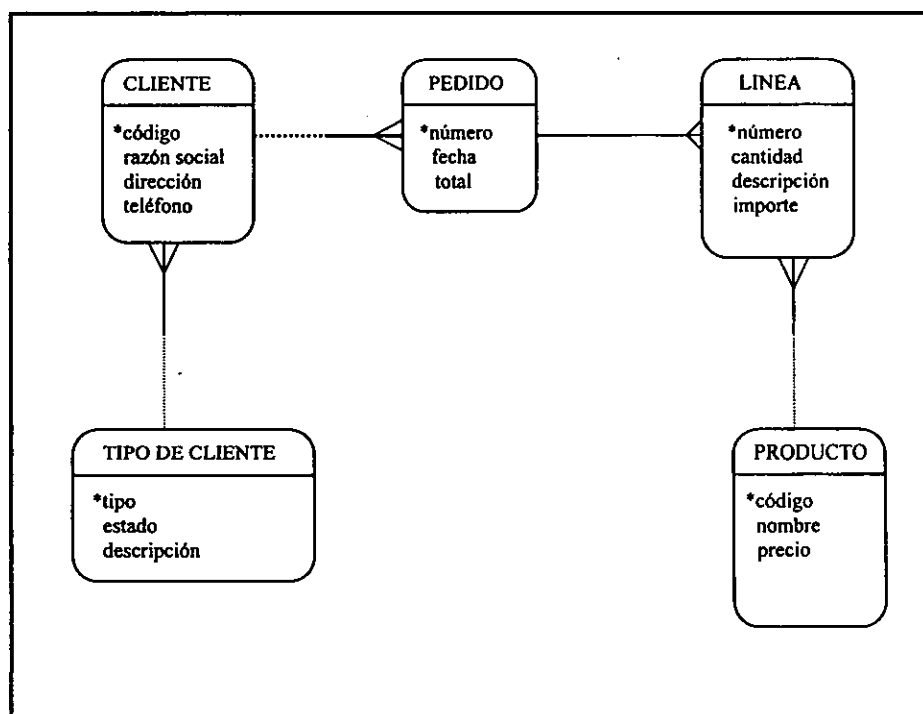 CLIENTE
*código
razón social
dirección
teléfono
PEDIDO
*número
fecha
total
LINEA
*número
cantidad
descripción
importe
TIPO DE CLIENTE
*tipo
estado
descripción
PRODUCTO
*código
nombre
precio